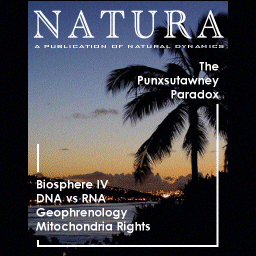 NATURA
A PUBLICATION OF NATURAL DYNAMICS
The
Punxsutawney
Paradox
Biosphere IV
DNA vs RNA
Geophrenology
Mitochondria Rights